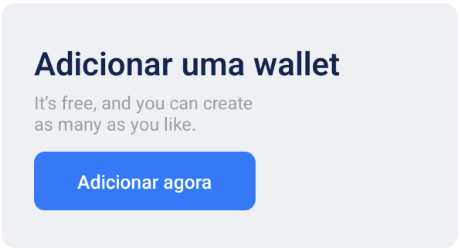 Adicionar uma wallet
It’s free, and you can create
as many as you like.
Adicionar agora